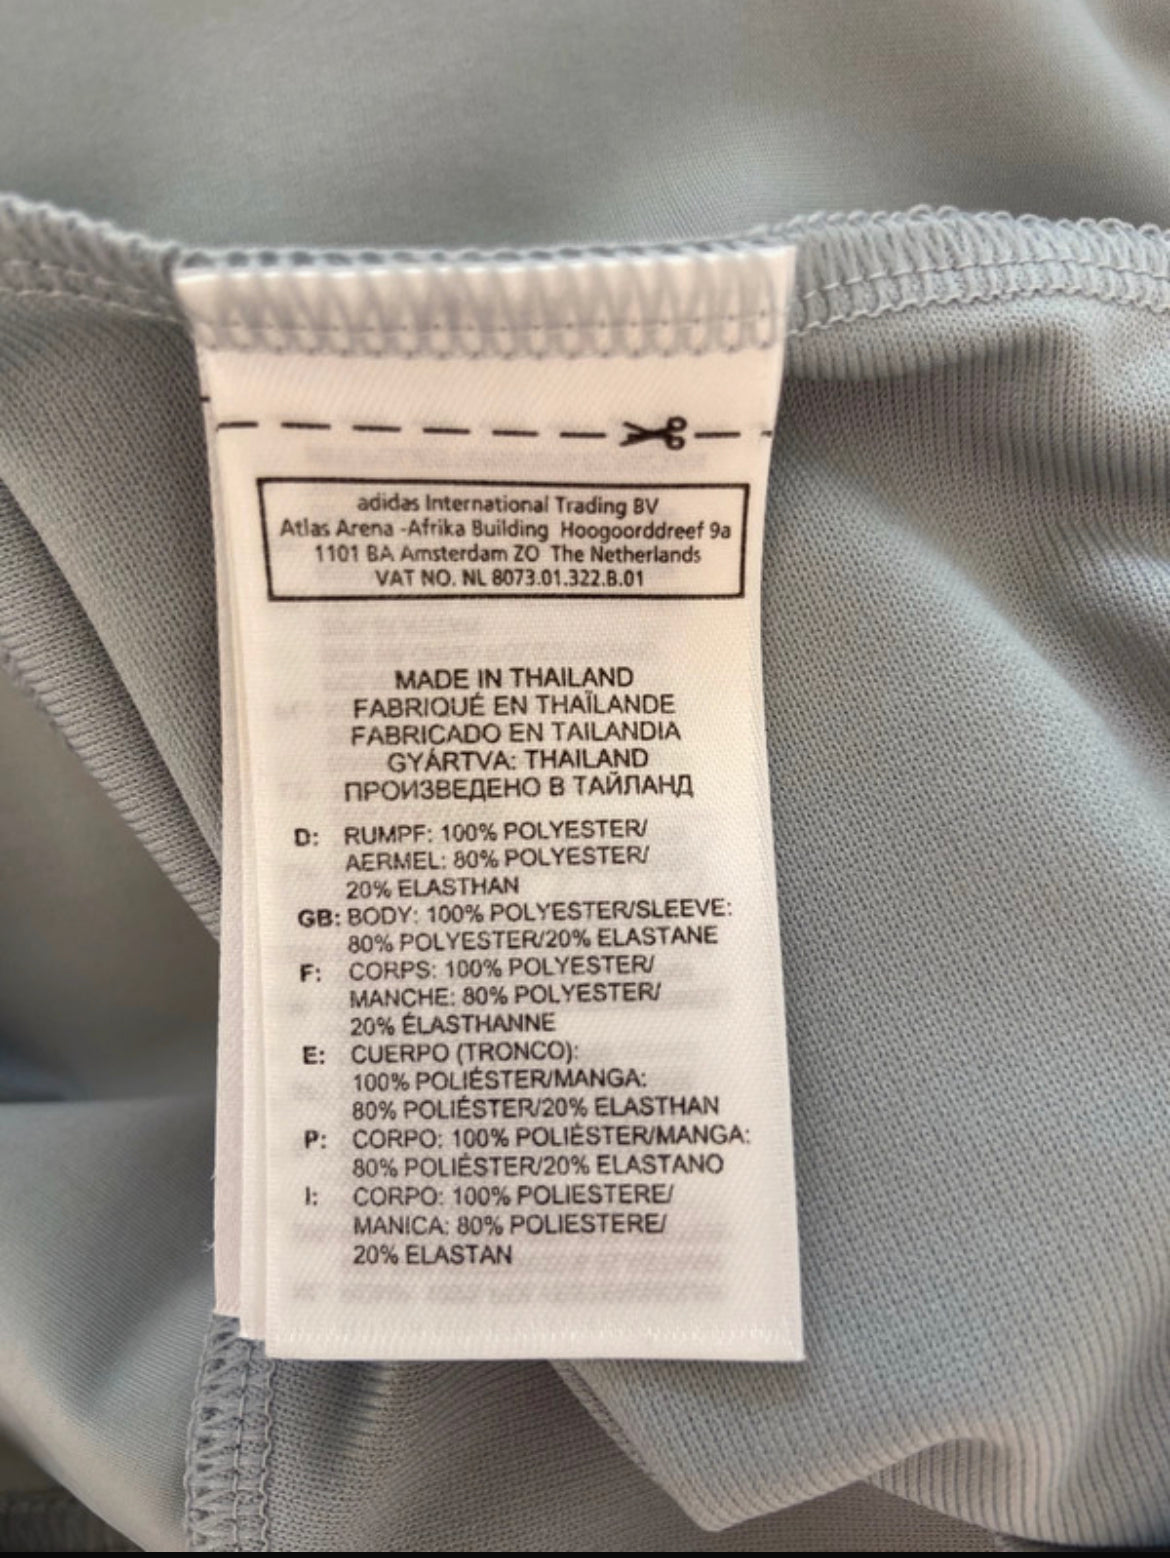 adidas International Trading BV
Atlas Arena -Afrika Building Hoogoorddreef 9a
1101 BA Amsterdam ZO The Netherlands
VAT NO. NL 8073.01.322.B.01
MADE IN THAILAND
FABRIQUÉ EN THAÏLANDE
FABRICADO EN TAILANDIA
GYÁRTVA: THAILAND
ПРОИЗВЕДЕНО В ТАЙЛАНД
D: RUMPF: 100% POLYESTER/
AERMEL: 80% POLYESTER/
20% ELASTHAN
GB: BODY: 100% POLYESTER/SLEEVE:
80% POLYESTER/20% ELASTANE
F: CORPS: 100% POLYESTER/
MANCHE: 80% POLYESTER/
20% ÉLASTHANNE
E: CUERPO (TRONCO):
100% POLIÉSTER/MANGA:
80% POLIÉSTER/20% ELASTHAN
P: CORPO: 100% POLIÉSTER/MANGA:
80% POLIÉSTER/20% ELASTANO
I: CORPO: 100% POLIESTERE/
MANICA: 80% POLIESTERE/
20% ELASTAN